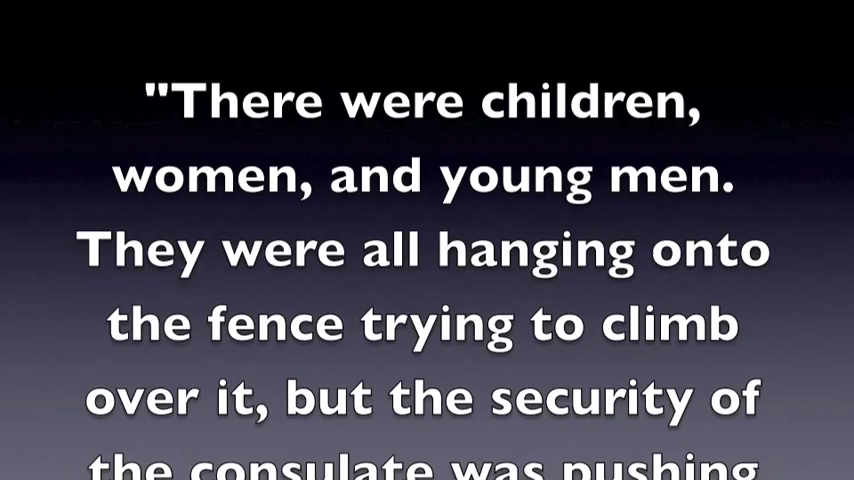 "There were children,
women, and young men.
They were all hanging onto
the fence trying to climb
over it, but the security of
the consulate was pushing